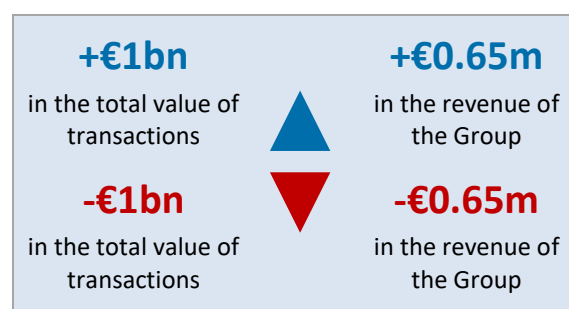 +€1bn
in the total value of
transactions
+€0.65m
in the revenue of
the Group
-€1bn
in the total value of
transactions
-€0.65m
in the revenue of
the Group